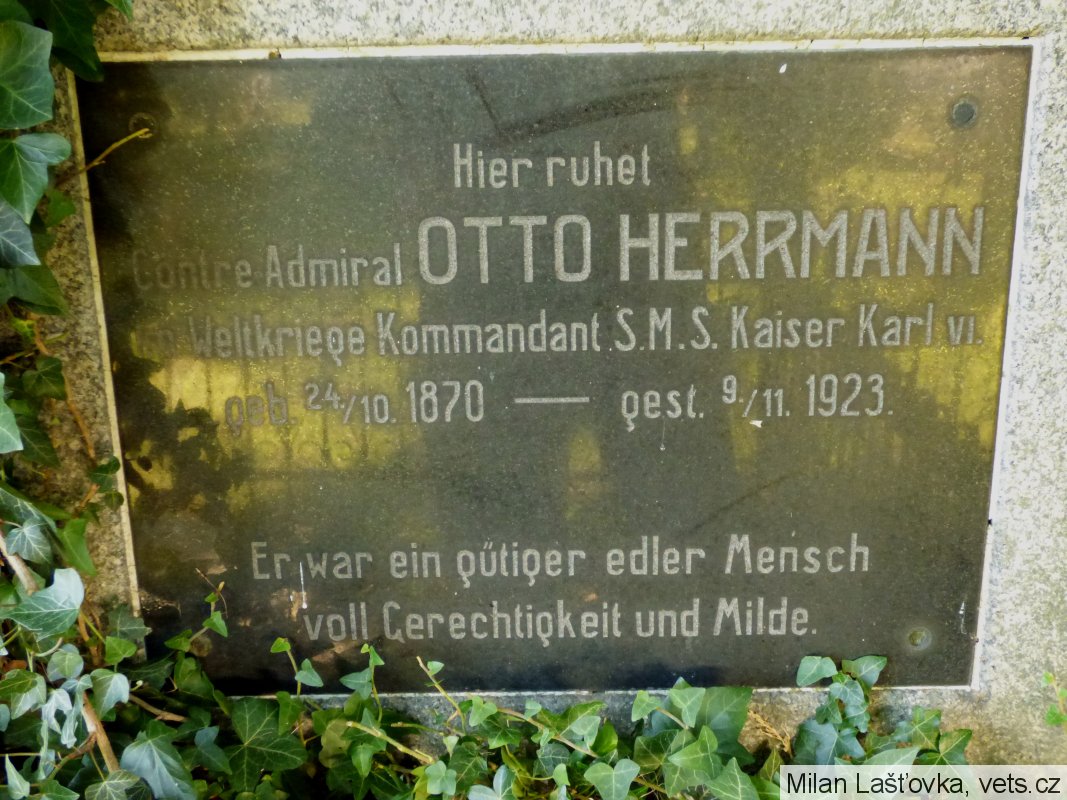 Hier ruhet
Contre-Admiral OTTO HERRMANN
im Weltkriege Kommandant S.M.S. Kaiser Karl VI.
geb. 24./10. 1870 — gest. 9./11. 1923.
Er war ein gütiger edler Mensch
voll Gerechtigkeit und Milde.
Milan Lašťovka, vets.cz